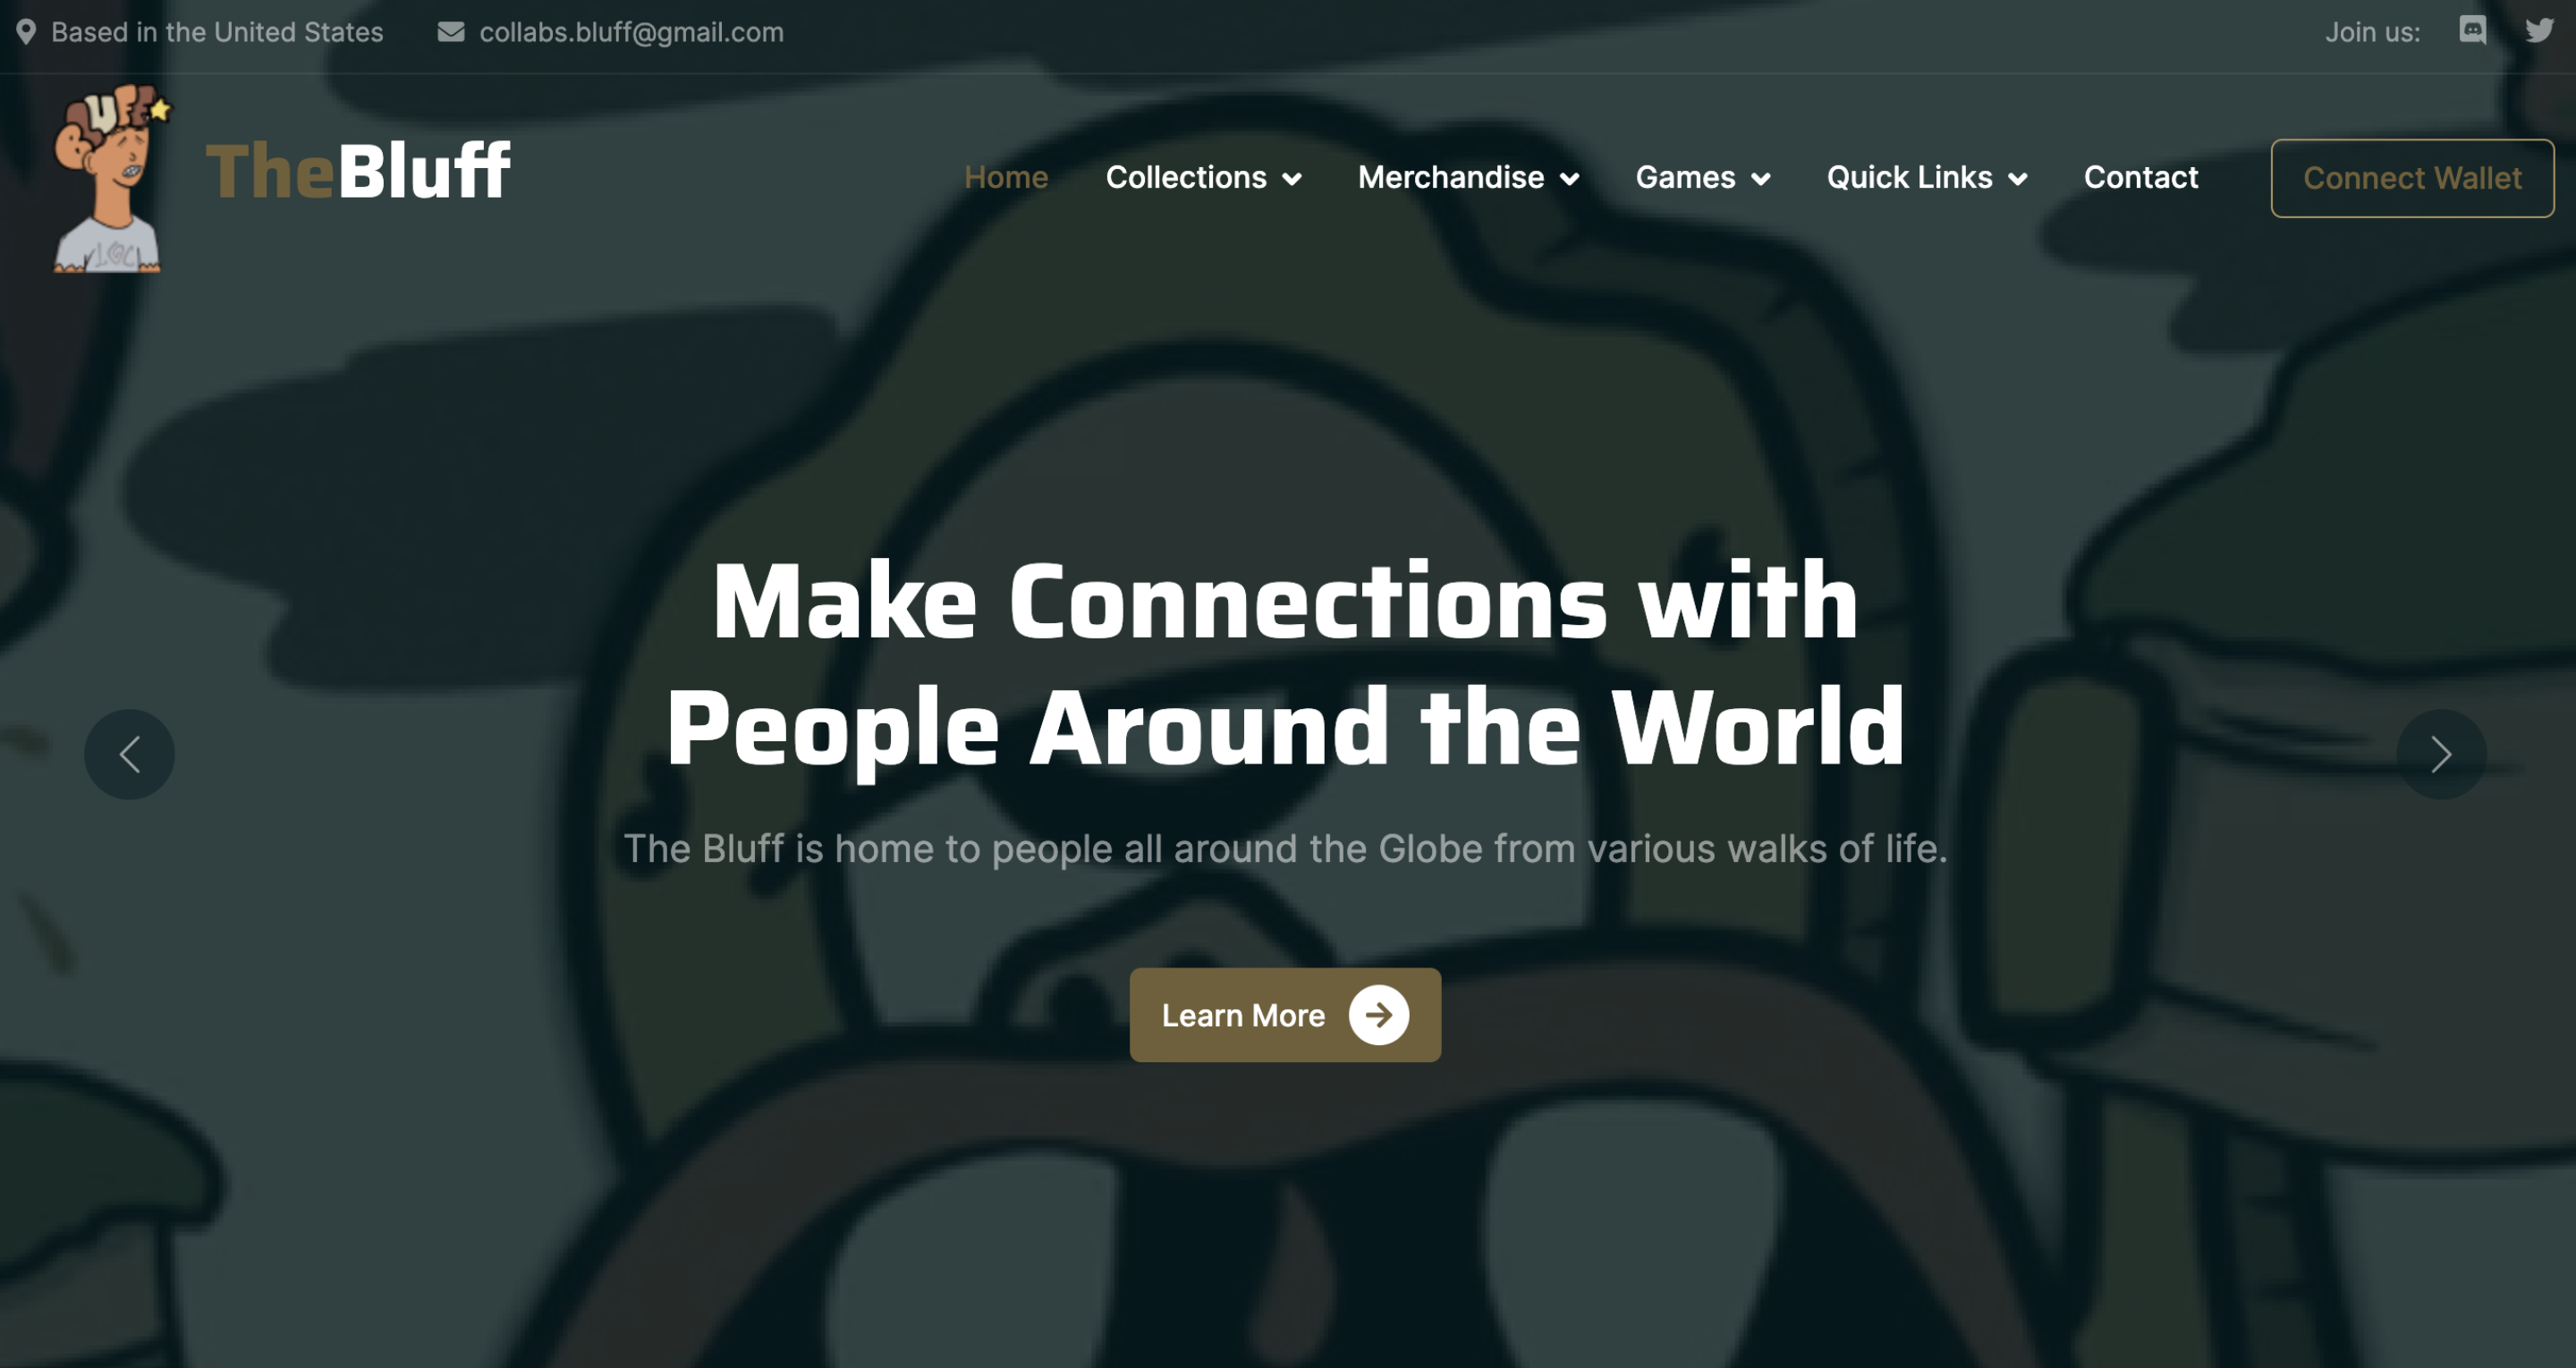 Based in the United States collabs.bluff@gmail.com Join us:
BUFF
TheBluff
Home Collections Merchandise Games Quick Links Contact Connect Wallet
Make Connections with
People Around the World
The Bluff is home to people all around the Globe from various walks of life.
Learn More